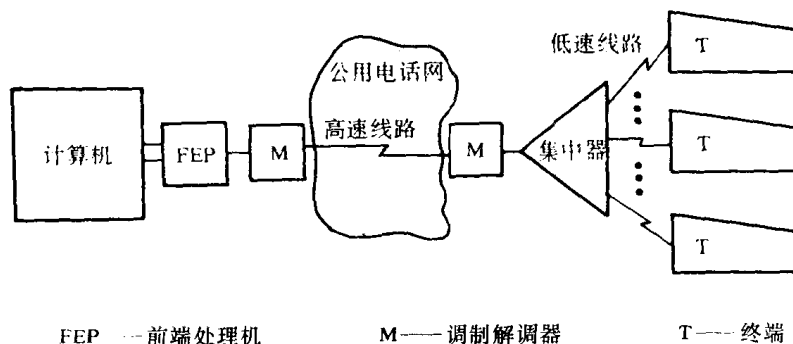 低速线路
T
公用电话网
高速线路
计算机
FEP
M
M
集中器
T
T
FEP — 前端处理机
M——调制解调器
T—— 终端